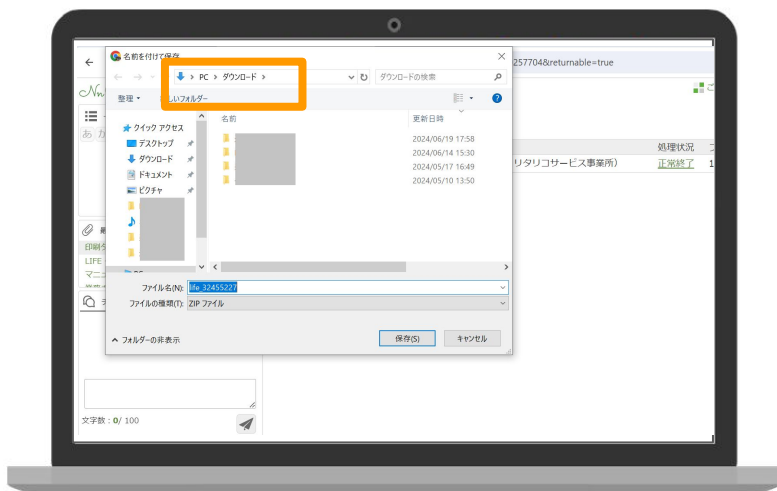 名前を付けて保存
257704&returnable=true
PC > ダウンロード >
ダウンロードの検索
整理
いフォルダー
あ
名前
更新日時
クイック アクセス
デスクトップ
2024/06/19 17:58
ダウンロード
2024/06/14 15:30
処理状況
ドキュメント
2024/05/17 16:49
リタリコサービス事業所）
正常終了
1
ピクチャ
2024/05/10 13:50
LIFE
ファイル名(N):
life_32455227
ファイルの種類(T):
ZIP ファイル
フォルダーの非表示
保存(S)
キャンセル
文字数 : 0/ 100